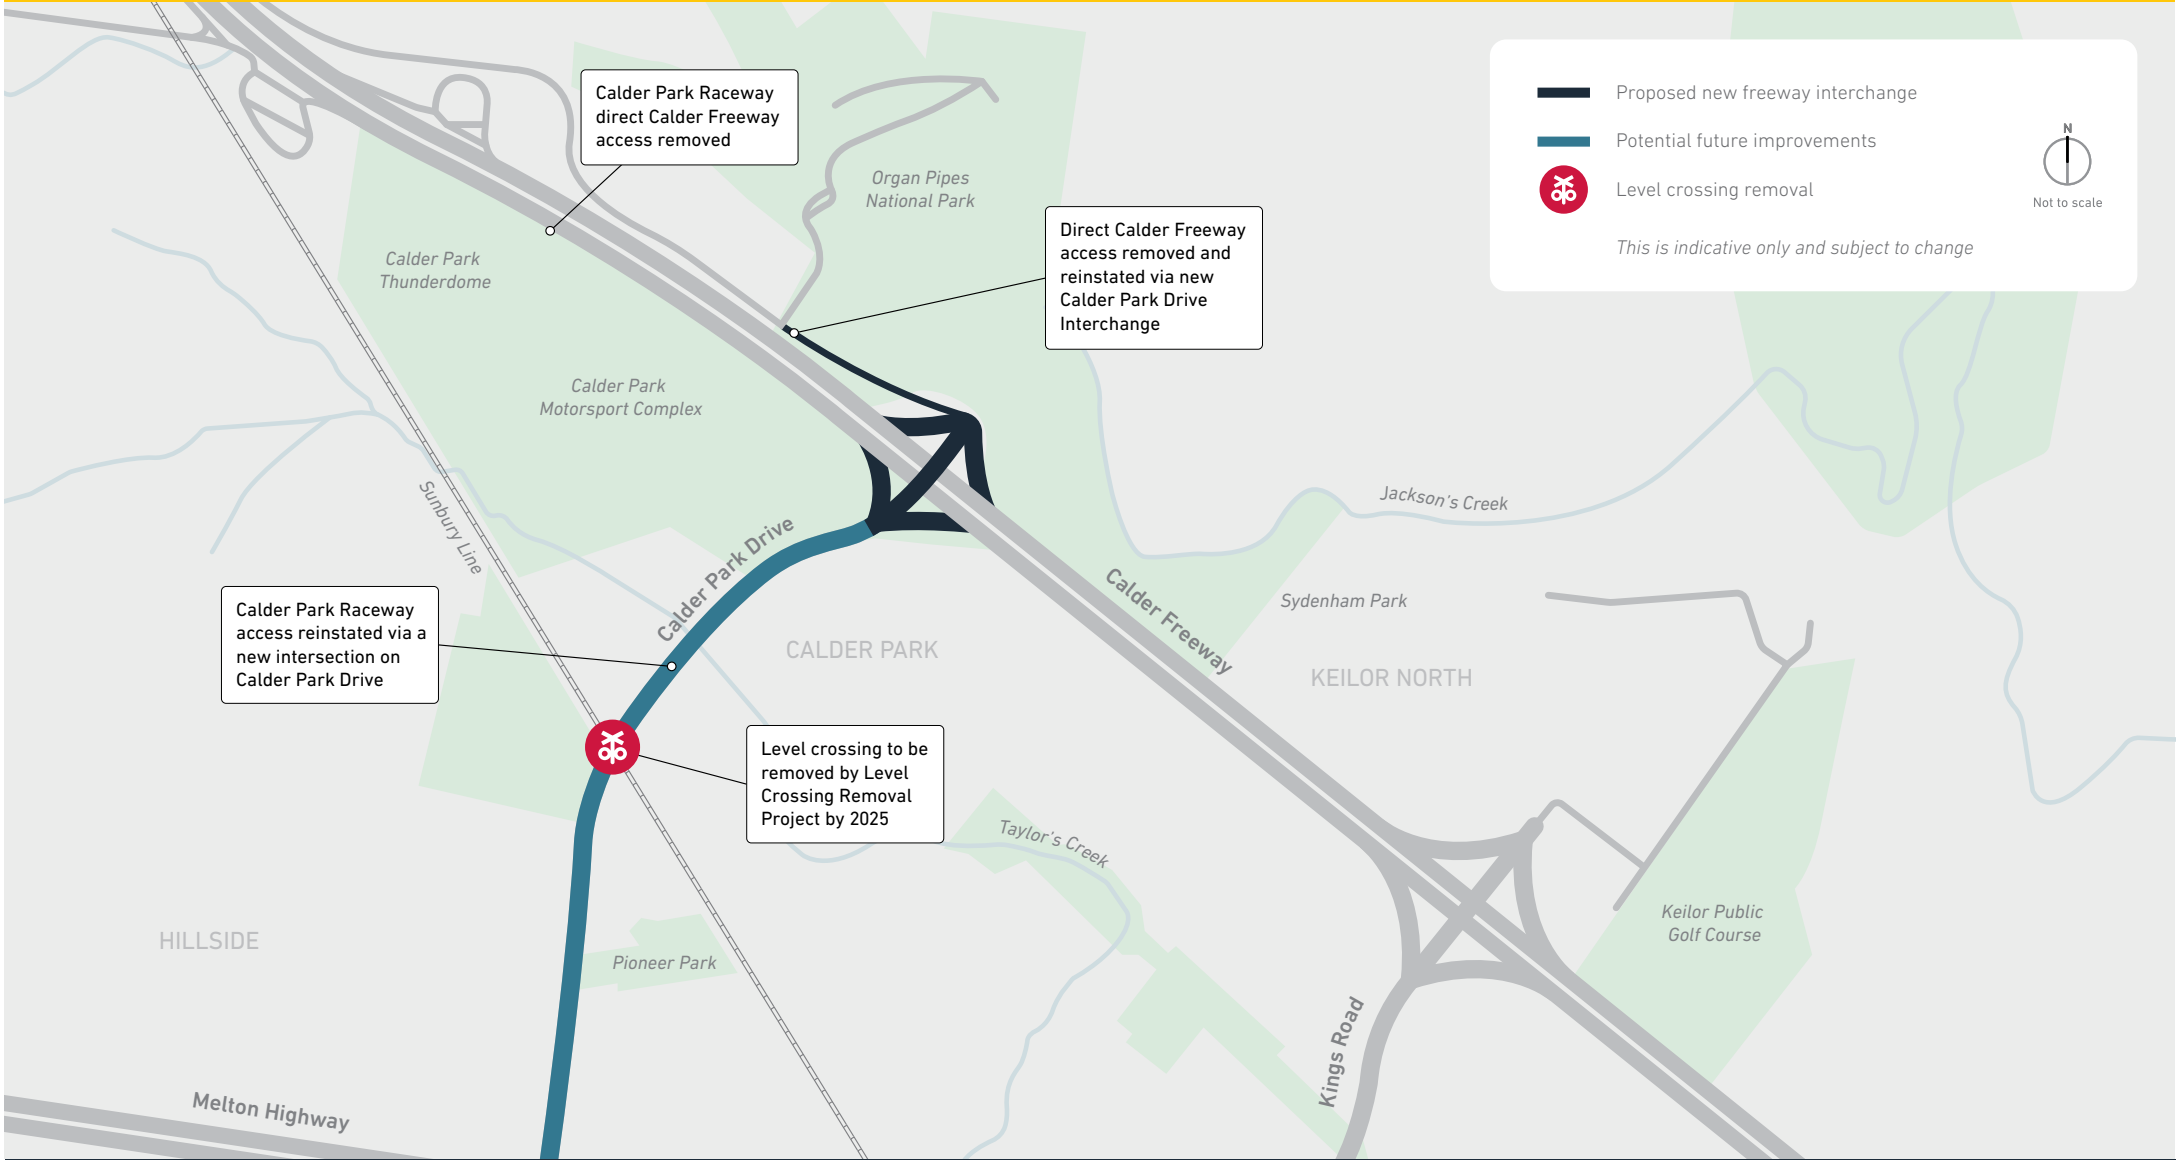 Calder Park Raceway
direct Calder Freeway
access removed
Organ Pipes
National Park
Direct Calder Freeway
access removed and
reinstated via new
Calder Park Drive
Interchange
Proposed new freeway interchange
Potential future improvements
Level crossing removal
This is indicative only and subject to change
N
Not to scale
Calder Park
Thunderdome
Calder Park
Motorsport Complex
Sunbury Line
Calder Park Drive
Jackson's Creek
Calder Freeway
Sydenham Park
Calder Park Raceway
access reinstated via a
new intersection on
Calder Park Drive
CALDER PARK
KEILOR NORTH
Level crossing to be
removed by Level
Crossing Removal
Project by 2025
Taylor's Creek
HILLSIDE
Pioneer Park
Keilor Public
Golf Course
Kings Road
Melton Highway